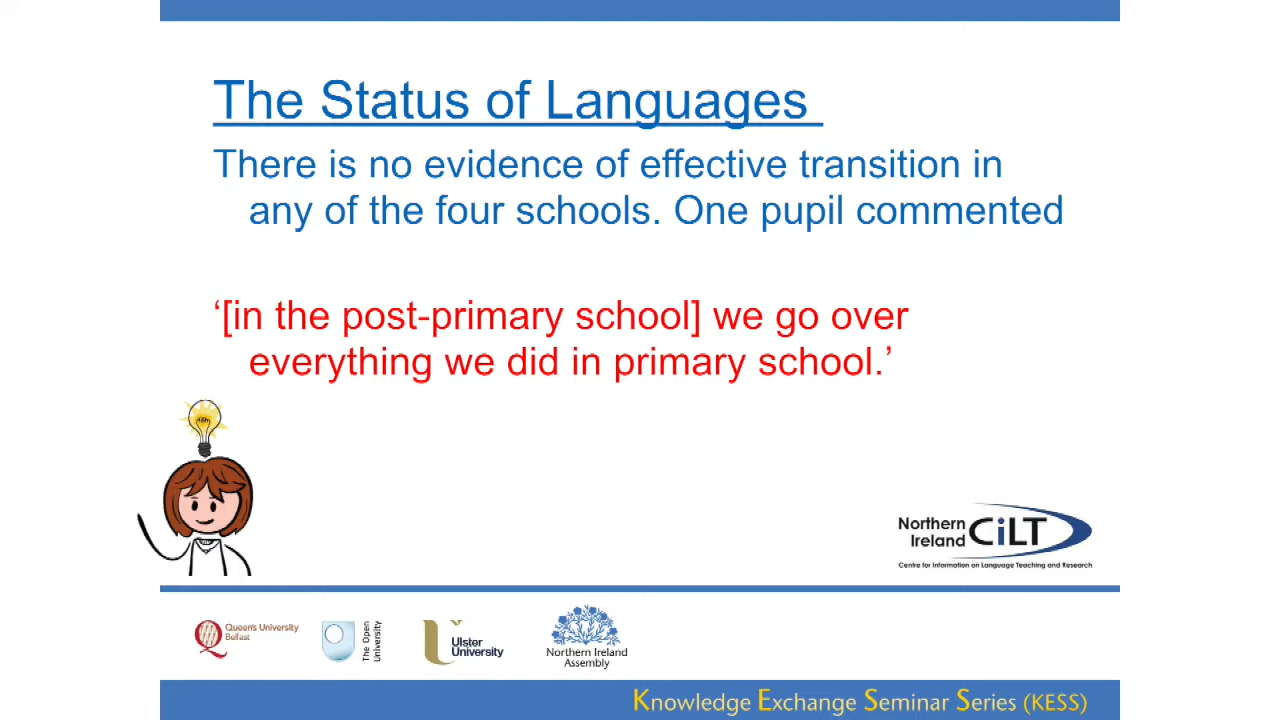 The Status of Languages
There is no evidence of effective transition in
any of the four schools. One pupil commented
‘[in the post-primary school] we go over
everything we did in primary school.’
Northern
Ireland
CiLT
Centre for Information on Language Teaching and Research
Queen's University
Belfast
The Open
University
Ulster
University
Northern Ireland
Assembly
Knowledge Exchange Seminar Series (KESS)